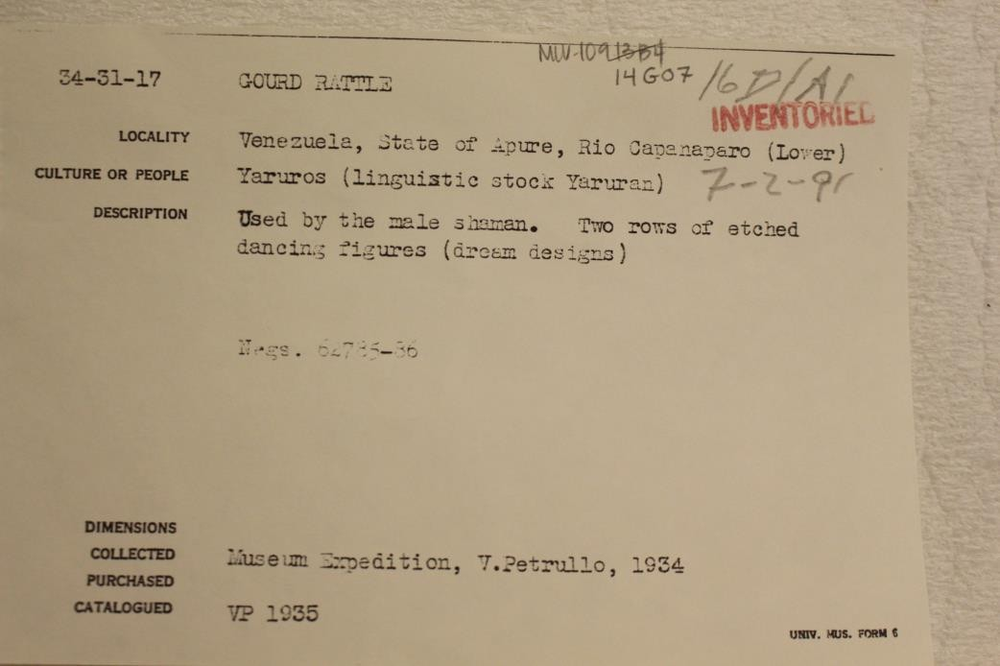 MW-10913B4
14G07
16D/A1
34-31-17 GOURD RATTLE
INVENTORIED
LOCALITY Venezuela, State of Apure, Rio Capanaparo (Lower)
CULTURE OR PEOPLE Yaruros (linguistic stock Yaruran) 7-2-91
DESCRIPTION Used by the male shaman. Two rows of etched
dancing figures (dream designs)
Negs. 62785-86
DIMENSIONS
COLLECTED Museum Expedition, V.Petrullo, 1934
PURCHASED
CATALOGUED VP 1935
UNIV. MUS. FORM 6